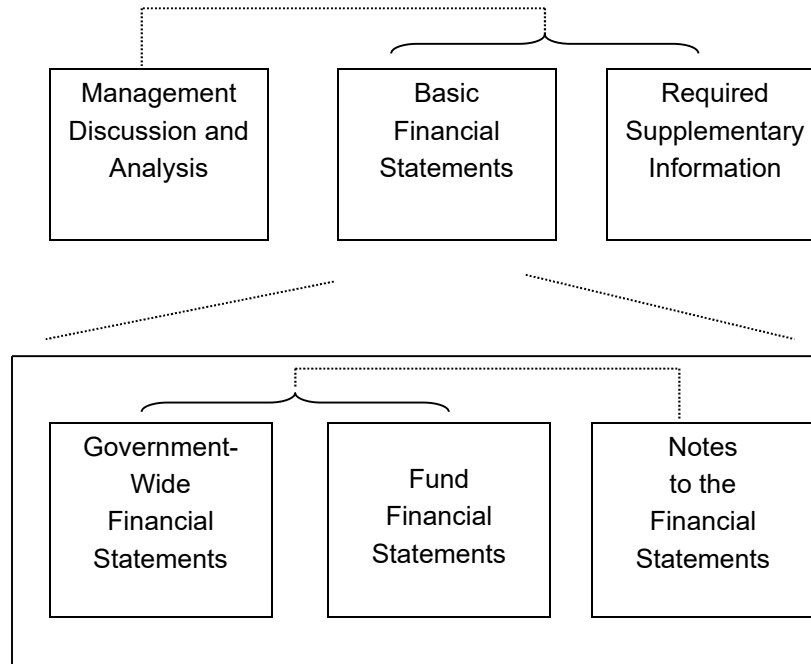 Management
Discussion and
Analysis
Basic
Financial
Statements
Required
Supplementary
Information
Government-
Wide
Financial
Statements
Fund
Financial
Statements
Notes
to the
Financial
Statements